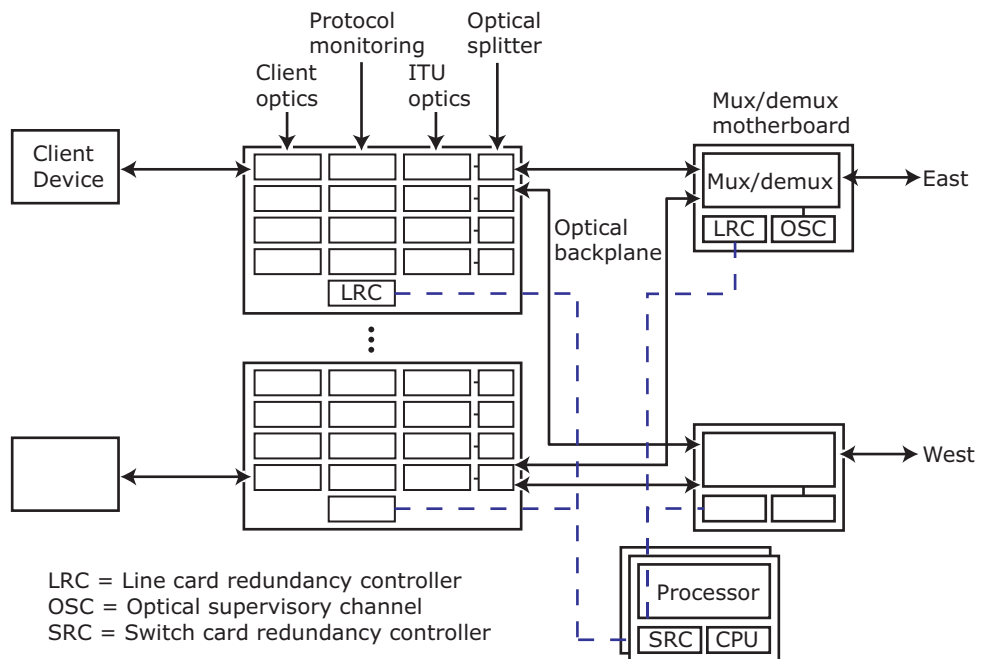 Protocol
monitoring
Optical
splitter
Client
optics
ITU
optics
Mux/demux
motherboard
Client
Device
Mux/demux
East
LRC
OSC
Optical
backplane
LRC
West
LRC = Line card redundancy controller
OSC = Optical supervisory channel
SRC = Switch card redundancy controller
Processor
SRC
CPU